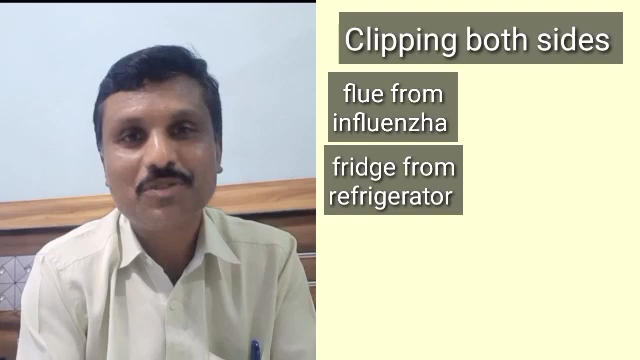 Clipping both sides
flue from
influenzha
fridge from
refrigerator